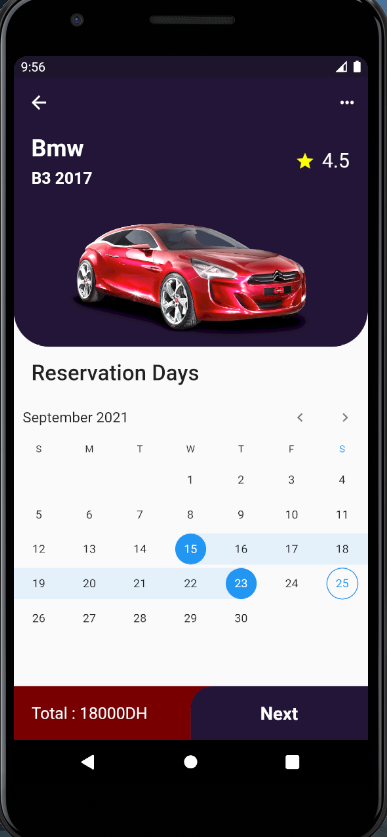 9:56
Bmw
B3 2017
4.5
Reservation Days
September 2021
S M T W T F S
1 2 3 4
5 6 7 8 9 10 11
12 13 14 15 16 17 18
19 20 21 22 23 24 25
26 27 28 29 30
Total : 18000DH
Next